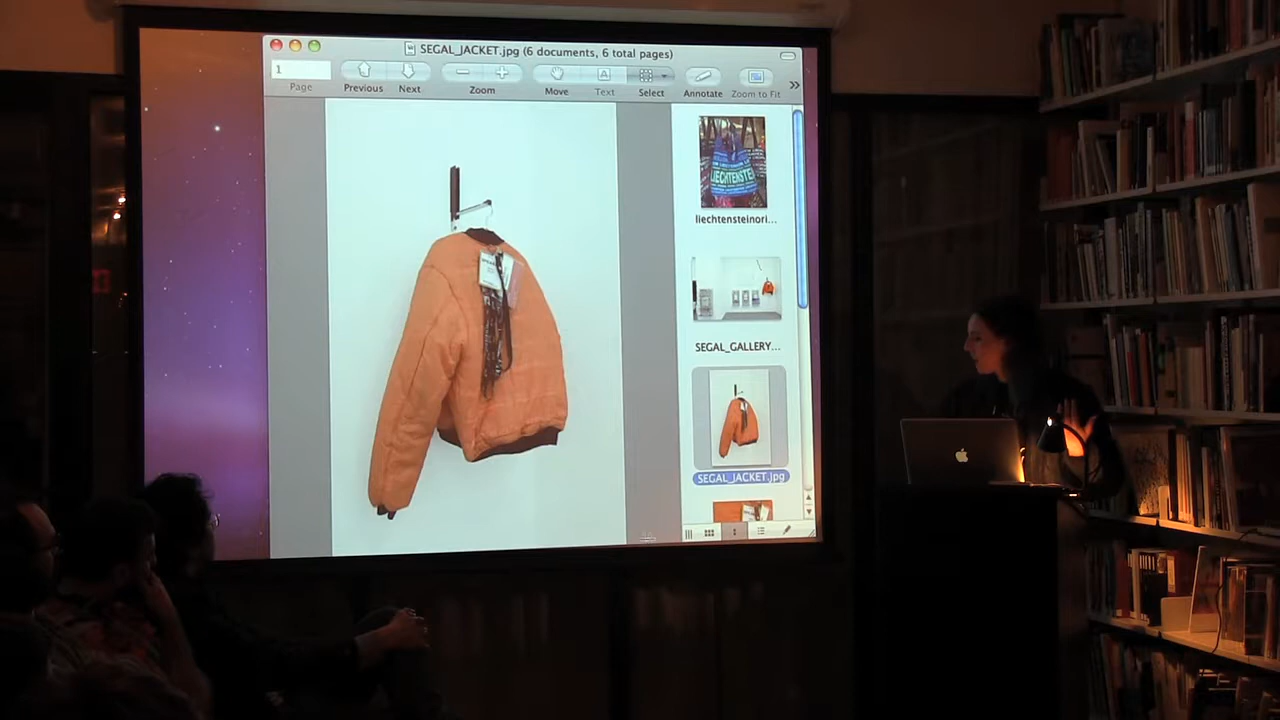 SEGAL_JACKET.jpg (6 documents, 6 total pages)
1
Page
Previous
Next
Zoom
Move
Text
Select
Annotate
Zoom to Fit
LIECHTENSTEI
liechtensteinori...
SEGAL_GALLERY...
SEGAL_JACKET.jpg